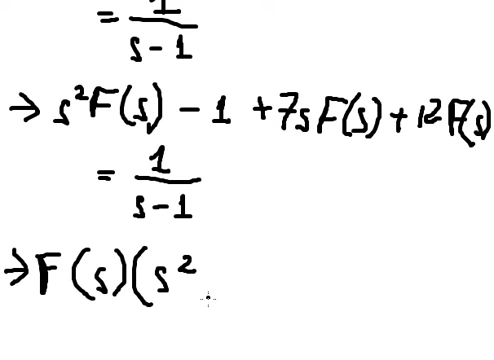 = 1/(s-1)
→ s²F(s) - 1 + 7sF(s) + 12F(s)
= 1/(s-1)
→ F(s)(s²